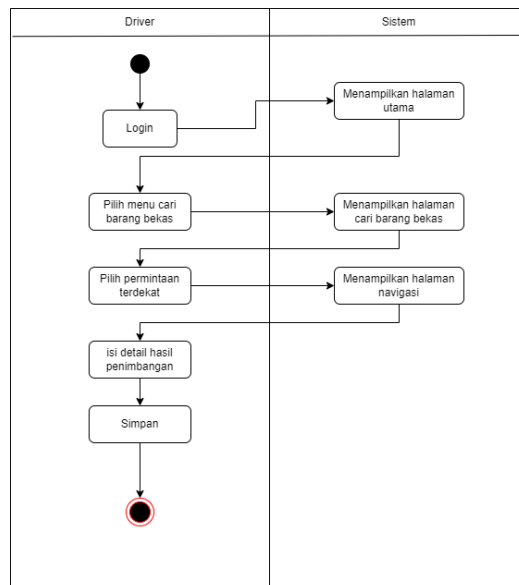 Driver
Sistem
Login
Menampilkan halaman
utama
Pilih menu cari
barang bekas
Menampilkan halaman
cari barang bekas
Pilih permintaan
terdekat
Menampilkan halaman
navigasi
isi detail hasil
penimbangan
Simpan